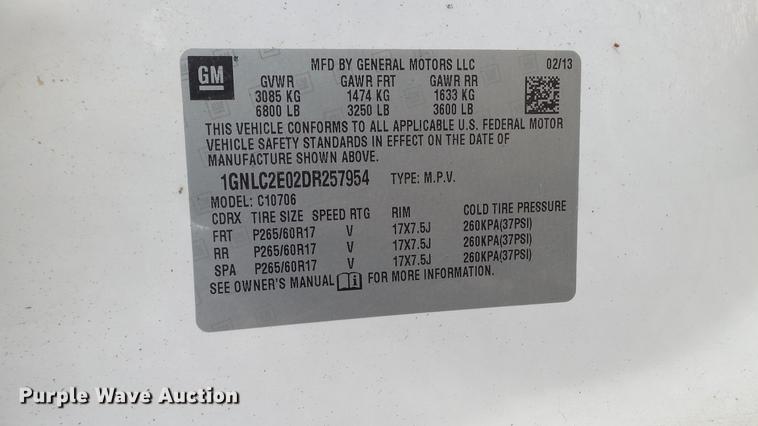 GM
MFD BY GENERAL MOTORS LLC 02/13
GVWR GAWR FRT GAWR RR
3085 KG 1474 KG 1633 KG
6800 LB 3250 LB 3600 LB
THIS VEHICLE CONFORMS TO ALL APPLICABLE U.S. FEDERAL MOTOR
VEHICLE SAFETY STANDARDS IN EFFECT ON THE DATE OF
MANUFACTURE SHOWN ABOVE.
1GNLC2E02DR257954 TYPE: M.P.V.
MODEL: C10706
CDRX TIRE SIZE SPEED RTG RIM COLD TIRE PRESSURE
FRT P265/60R17 V 17X7.5J 260KPA(37PSI)
RR P265/60R17 V 17X7.5J 260KPA(37PSI)
SPA P265/60R17 V 17X7.5J 260KPA(37PSI)
SEE OWNER'S MANUAL i FOR MORE INFORMATION.
Purple Wave Auction